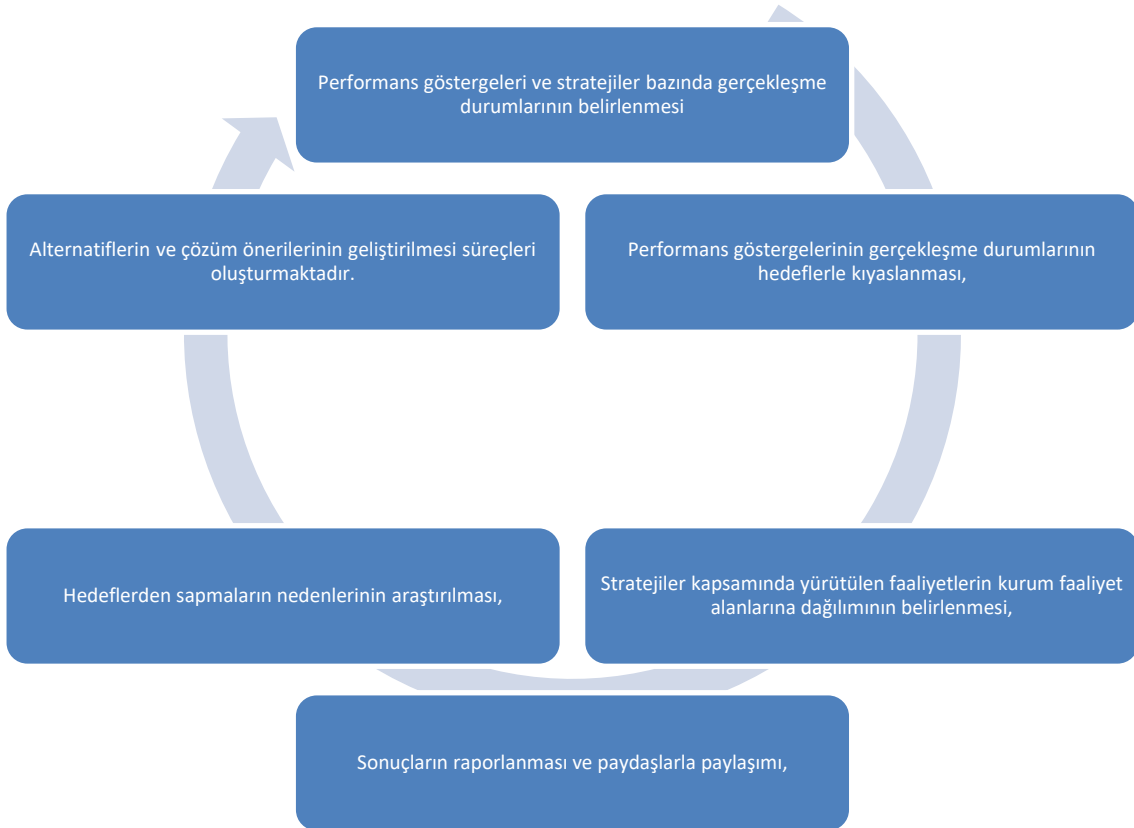 Performans göstergeleri ve stratejiler bazında gerçekleşme
durumlarının belirlenmesi
Performans göstergelerinin gerçekleşme durumlarının
hedeflerle kıyaslanması,
Stratejiler kapsamında yürütülen faaliyetlerin kurum faaliyet
alanlarına dağılımının belirlenmesi,
Sonuçların raporlanması ve paydaşlarla paylaşımı,
Hedeflerden sapmaların nedenlerinin araştırılması,
Alternatiflerin ve çözüm önerilerinin geliştirilmesi süreçleri
oluşturmaktadır.